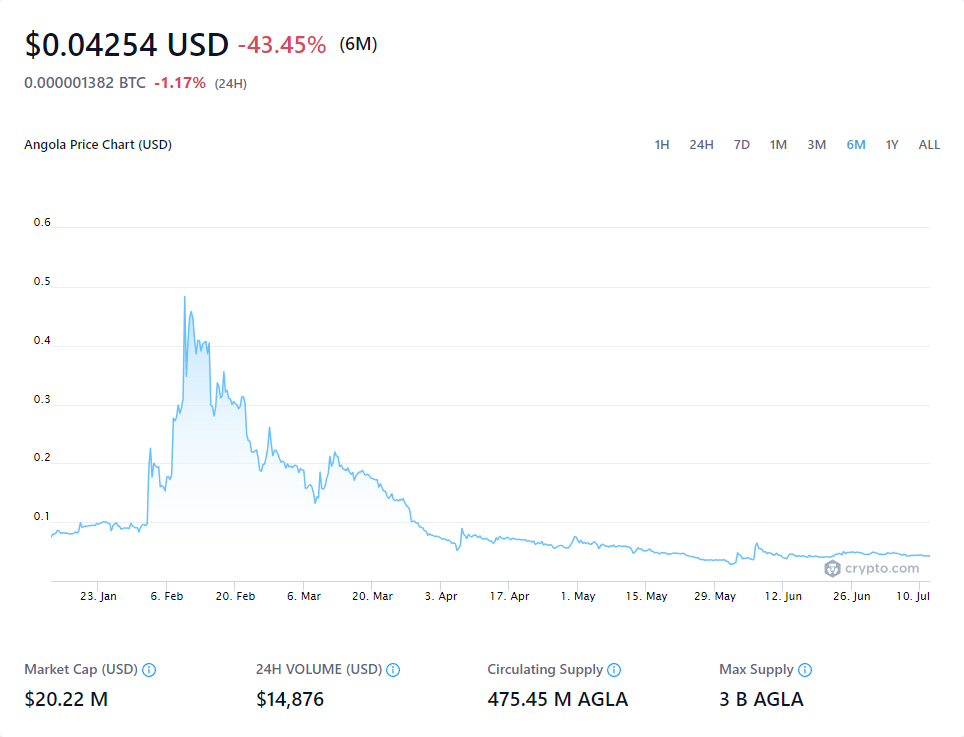 $0.04254 USD -43.45% (6M)
0.000001382 BTC -1.17% (24H)
Angola Price Chart (USD) 1H 24H 7D 1M 3M 6M 1Y ALL
0.6
0.5
0.4
0.3
0.2
0.1
crypto.com
23. Jan 6. Feb 20. Feb 6. Mar 20. Mar 3. Apr 17. Apr 1. May 15. May 29. May 12. Jun 26. Jun 10. Jul
Market Cap (USD) 24H VOLUME (USD) Circulating Supply Max Supply
$20.22 M $14,876 475.45 M AGLA 3 B AGLA